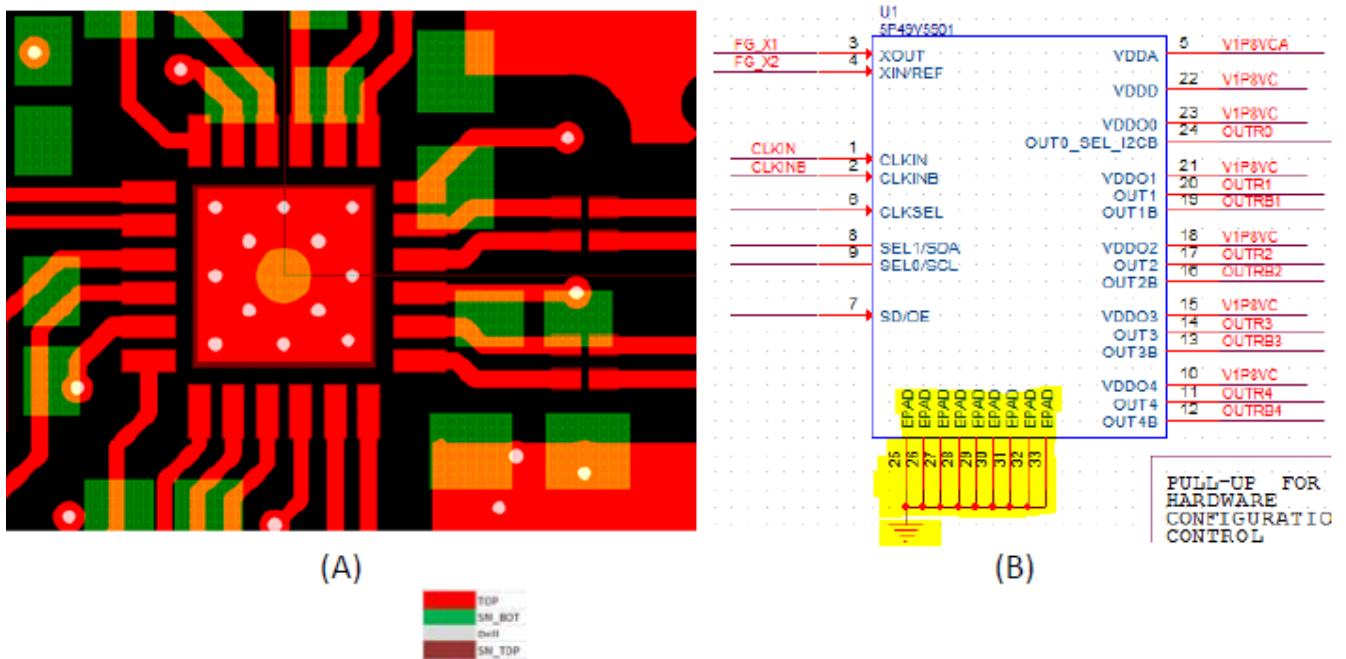 U1
5P49V5901
FG_X1 3 XOUT
FG_X2 4 XIN/REF
CLKIN 1 CLKIN
CLKINB 2 CLKINB
6 CLKSEL
8 SEL1/SDA
9 SEL0/SCL
7 SD/OE
VDDA 5 V1P8VCA
VDDD 22 V1P8VC
VDDO0 23 V1P8VC
OUT0_SEL_I2CB 24 OUTR0
VDDO1 21 V1P8VC
OUT1 20 OUTR1
OUT1B 19 OUTRB1
VDDO2 18 V1P8VC
OUT2 17 OUTR2
OUT2B 16 OUTRB2
VDDO3 15 V1P8VC
OUT3 14 OUTR3
OUT3B 13 OUTRB3
VDDO4 10 V1P8VC
OUT4 11 OUTR4
OUT4B 12 OUTRB4
EPAD EPAD EPAD EPAD EPAD EPAD EPAD EPAD
25 26 27 28 29 30 31 32 33
PULL-UP FOR
HARDWARE
CONFIGURATIO
CONTROL
(A)
(B)
TOP
SN_BOT
SN_TOP